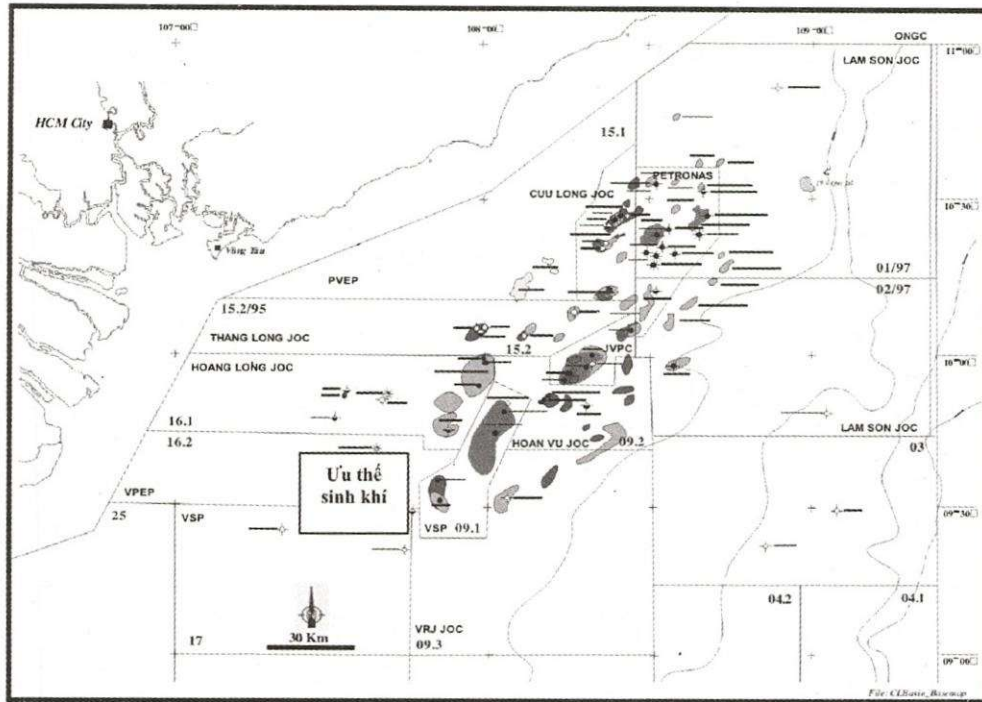 107°00
108°00
109°00
ONGC
11°00
LAM SON JOC
HCM City
15.1
PETRONAS
CUU LONG JOC
10°30
Vũng Tàu
PVEP
01/97
02/97
15.2/95
THANG LONG JOC
15.2
JVPC
HOANG LONG JOC
10°00
16.1
16.2
HOAN VU JOC
09.2
LAM SON JOC
03
Ưu thế
sinh khí
VPEP
25
VSP
VSP 09.1
09°30
04.2
04.1
17
30 Km
VRJ JOC
09.3
09°00
File: CLBasin_Basemap